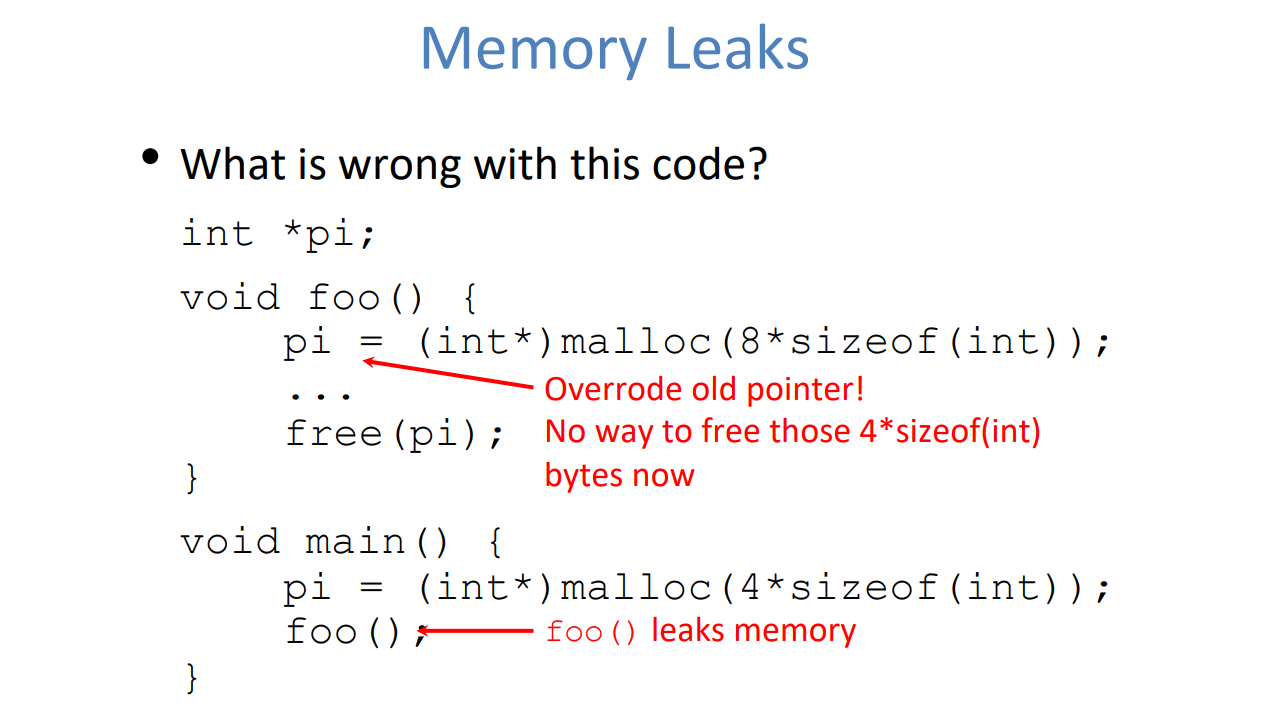 Memory Leaks
• What is wrong with this code?
int *pi;
void foo() {
pi = (int*)malloc(8*sizeof(int));
Overrode old pointer!
...
No way to free those 4*sizeof(int)
free(pi);
bytes now
}
void main() {
pi = (int*)malloc(4*sizeof(int));
foo(); foo() leaks memory
}